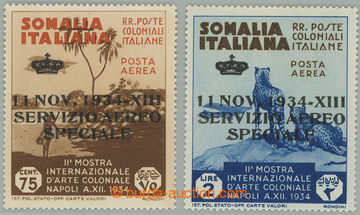 SOMALIA
ITALIANA
RR. POSTE
COLONIALI
ITALIANE
POSTA
AEREA
11 NOV. 1934-XIII
SERVIZIO AEREO
SPECIALE
CENT.
75
IIª MOSTRA
INTERNAZIONALE
D'ARTE COLONIALE
NAPOLI A.XII. 1934
IST. POL. STATO-OFF. CARTE VALORI
RONDINI
SOMALIA
ITALIANA
RR. POSTE
COLONIALI
ITALIANE
POSTA
AEREA
11 NOV. 1934-XIII
SERVIZIO AEREO
SPECIALE
LIRE
IIª MOSTRA
INTERNAZIONALE
D'ARTE COLONIALE
NAPOLI A.XII. 1934
IST. POL. STATO-OFF. CARTE VALORI
RONDINI